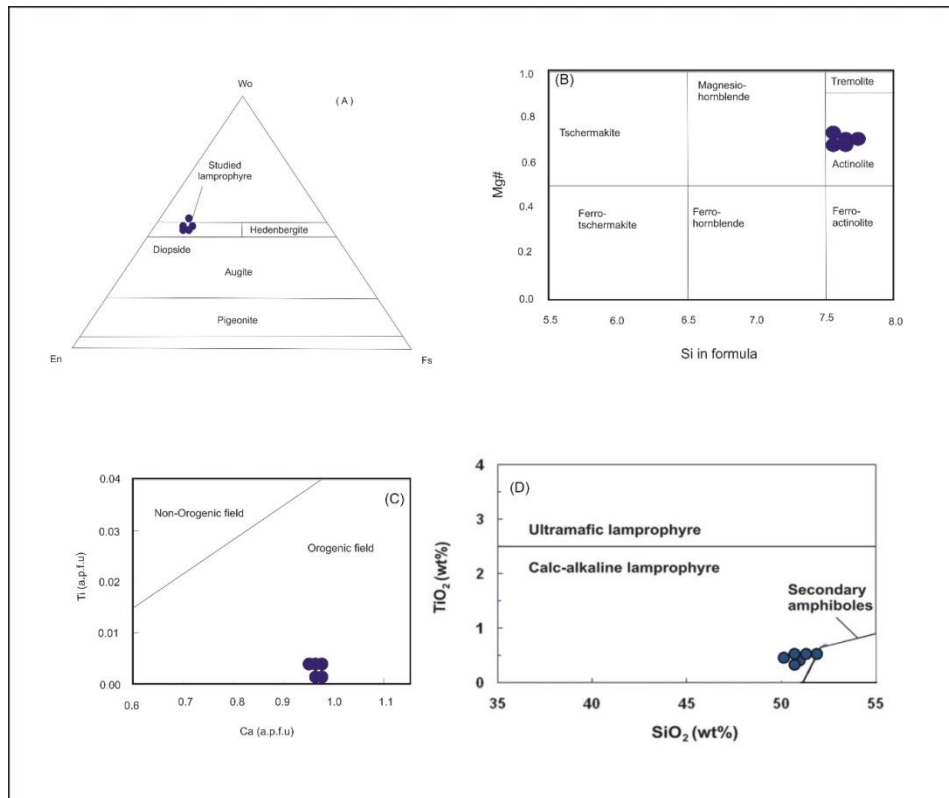 Wo
( A )
Studied
lamprophyre
Hedenbergite
Diopside
Augite
Pigeonite
En
Fs
(B)
Magnesio-
hornblende
Tremolite
Tschermakite
Actinolite
Ferro-
tschermakite
Ferro-
hornblende
Ferro-
actinolite
Mg#
1.0
0.8
0.6
0.4
0.2
0.0
5.5 6.0 6.5 7.0 7.5 8.0
Si in formula
(C)
Non-Orogenic field
Orogenic field
Ti (a.p.f.u)
0.04
0.03
0.010
0.005
0.00
0.6 0.7 0.8 0.9 1.0 1.1
Ca (a.p.f.u)
(D)
Ultramafic lamprophyre
Calc-alkaline lamprophyre
Secondary
amphiboles
TiO₂ (wt%)
4
3
2
1
0
35 40 45 50 55
SiO₂ (wt%)